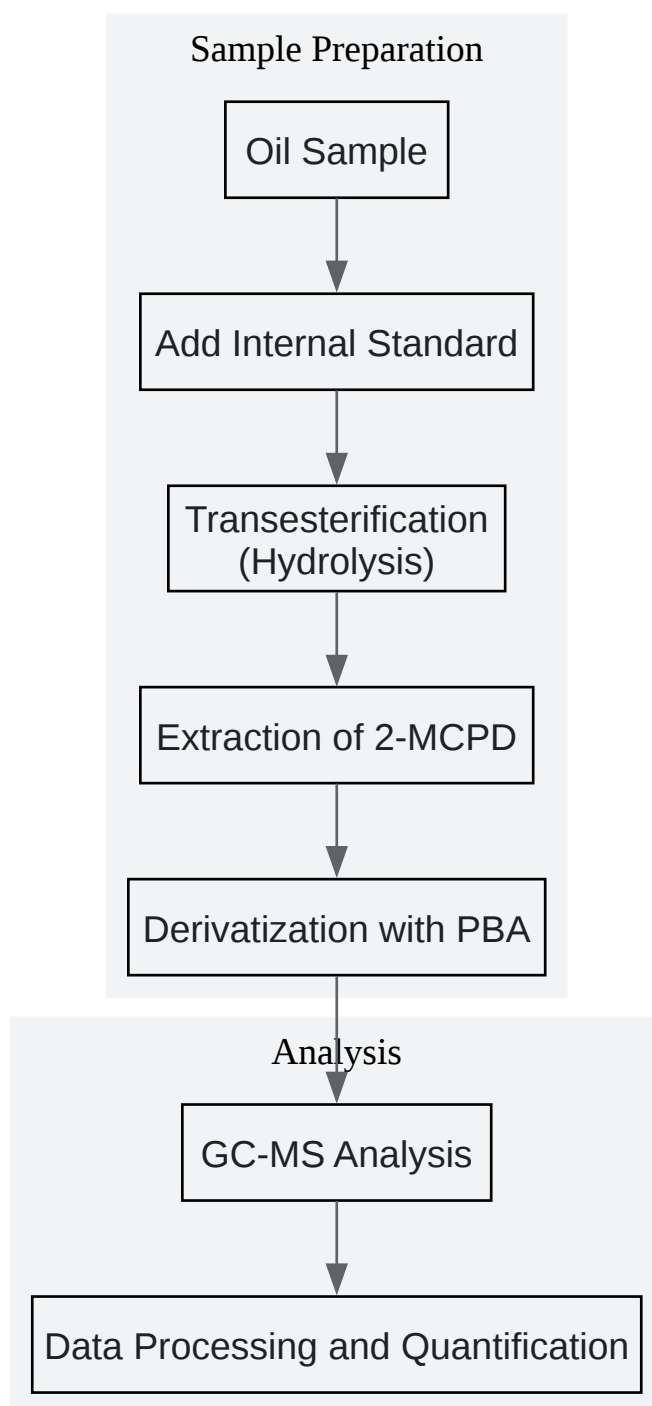 Sample Preparation
Oil Sample
Add Internal Standard
Transesterification
(Hydrolysis)
Extraction of 2-MCPD
Derivatization with PBA
Analysis
GC-MS Analysis
Data Processing and Quantification